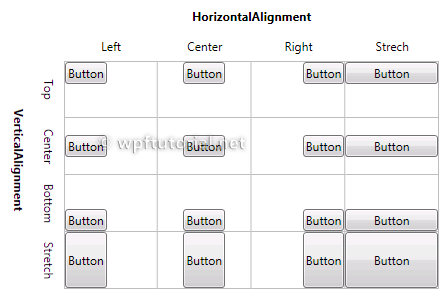 HorizontalAlignment
Left Center Right Strech
VerticalAlignment
Top
Button Button Button Button
Center
Button Button Button Button
© wpftutorial.net
Bottom
Button Button Button Button
Stretch
Button Button Button Button